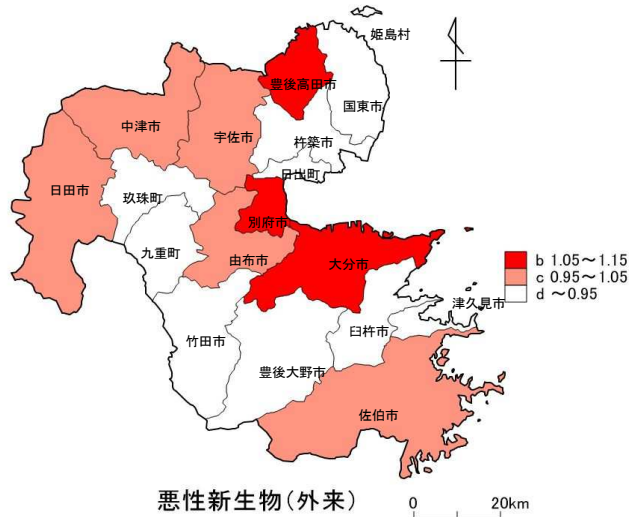 姫島村
豊後高田市
国東市
中津市
宇佐市
杵築市
日出町
日田市
玖珠町
別府市
九重町
由布市
大分市
b 1.05～1.15
c 0.95～1.05
d ～0.95
津久見市
臼杵市
竹田市
豊後大野市
佐伯市
悪性新生物(外来)
0 20km